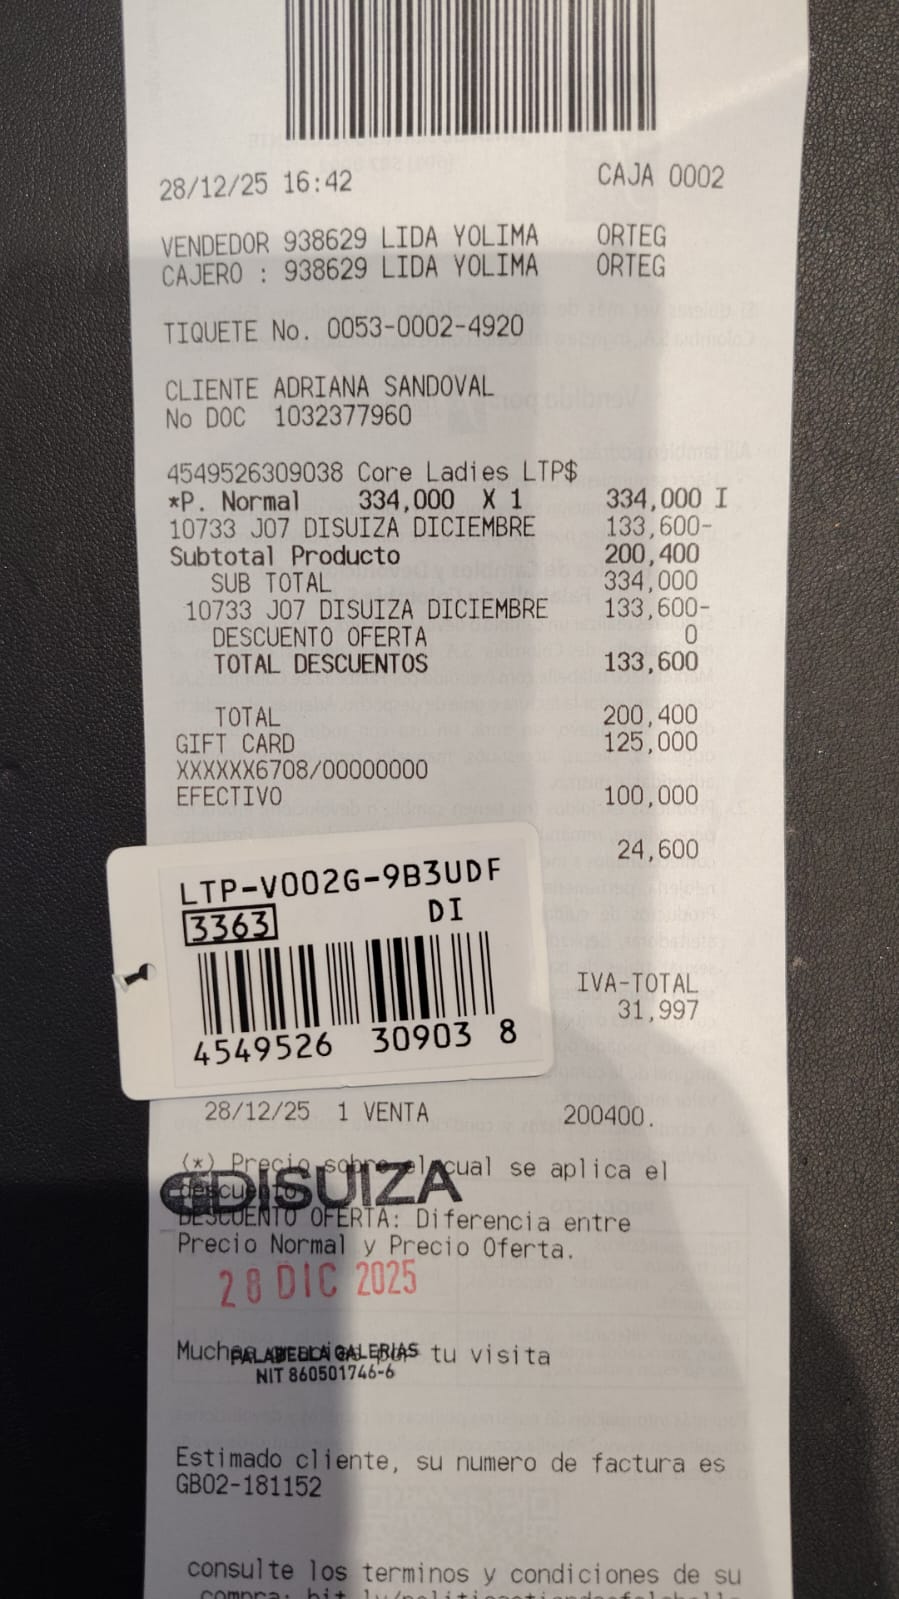 28/12/25 16:42 CAJA 0002
VENDEDOR 938629 LIDA YOLIMA ORTEG
CAJERO : 938629 LIDA YOLIMA ORTEG
TIQUETE No. 0053-0002-4920
CLIENTE ADRIANA SANDOVAL
No DOC 1032377960
4549526309038 Core Ladies LTP$
*P. Normal 334,000 X 1 334,000 I
10733 J07 DISUIZA DICIEMBRE 133,600-
Subtotal Producto 200,400
SUB TOTAL 334,000
10733 J07 DISUIZA DICIEMBRE 133,600-
DESCUENTO OFERTA 0
TOTAL DESCUENTOS 133,600
TOTAL 200,400
GIFT CARD 125,000
XXXXXX6708/00000000
EFECTIVO 100,000
24,600
LTP-V002G-9B3UDF
3363 DI
4549526 30903 8
IVA-TOTAL
31,997
28/12/25 1 VENTA 200400.
(*) Precio sobre el cual se aplica el
descuento
DISUIZA
DESCUENTO OFERTA: Diferencia entre
Precio Normal y Precio Oferta.
28 DIC 2025
Muchas gracias por tu visita
FALABELLA GALERIAS
NIT 860501746-6
Estimado cliente, su numero de factura es
GB02-181152
consulte los terminos y condiciones de su